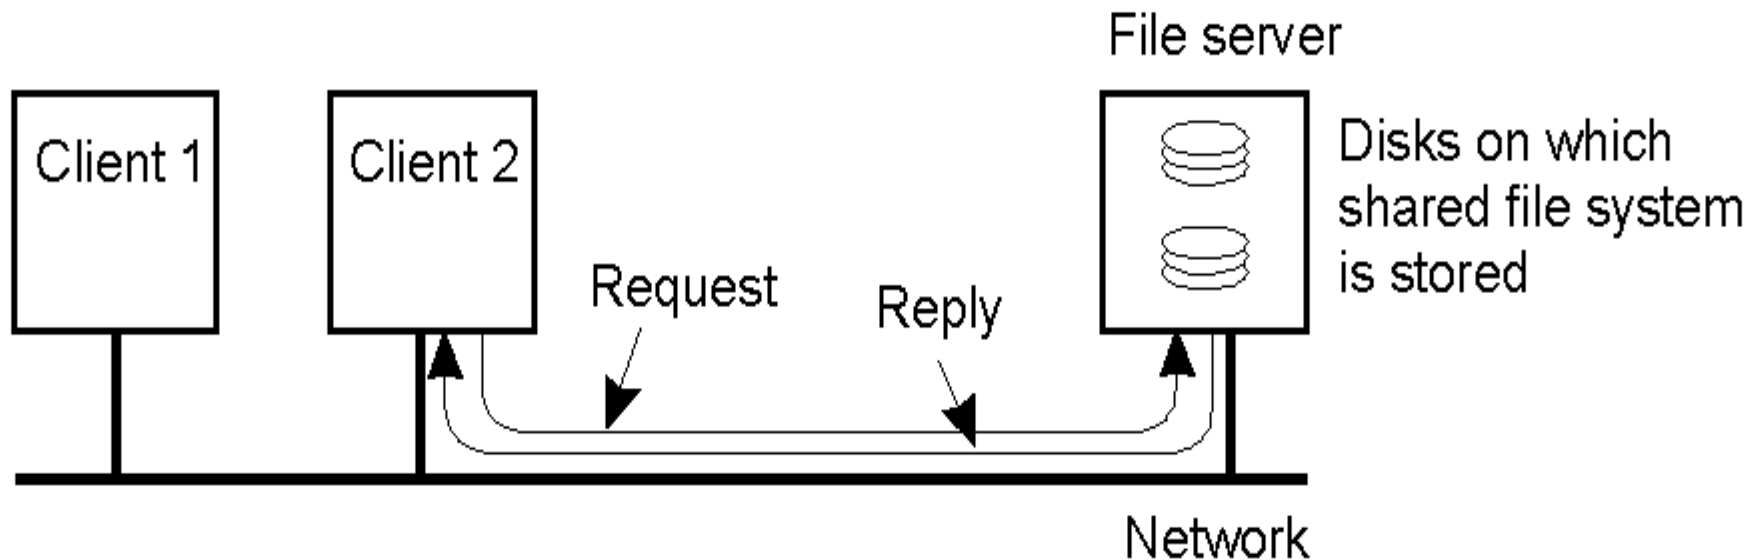 File server
Client 1
Client 2
Disks on which
shared file system
is stored
Request
Reply
Network